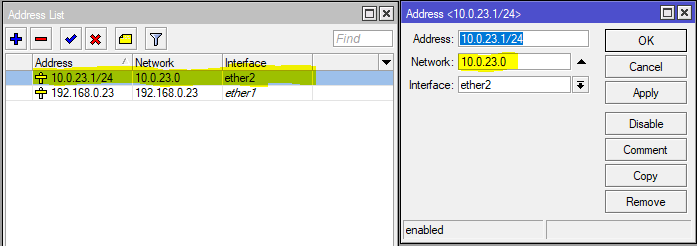 Address List
Find
Address Network Interface
10.0.23.1/24 10.0.23.0 ether2
192.168.0.23 192.168.0.23 ether1
Address <10.0.23.1/24>
Address: 10.0.23.1/24
Network: 10.0.23.0
Interface: ether2
OK
Cancel
Apply
Disable
Comment
Copy
Remove
enabled